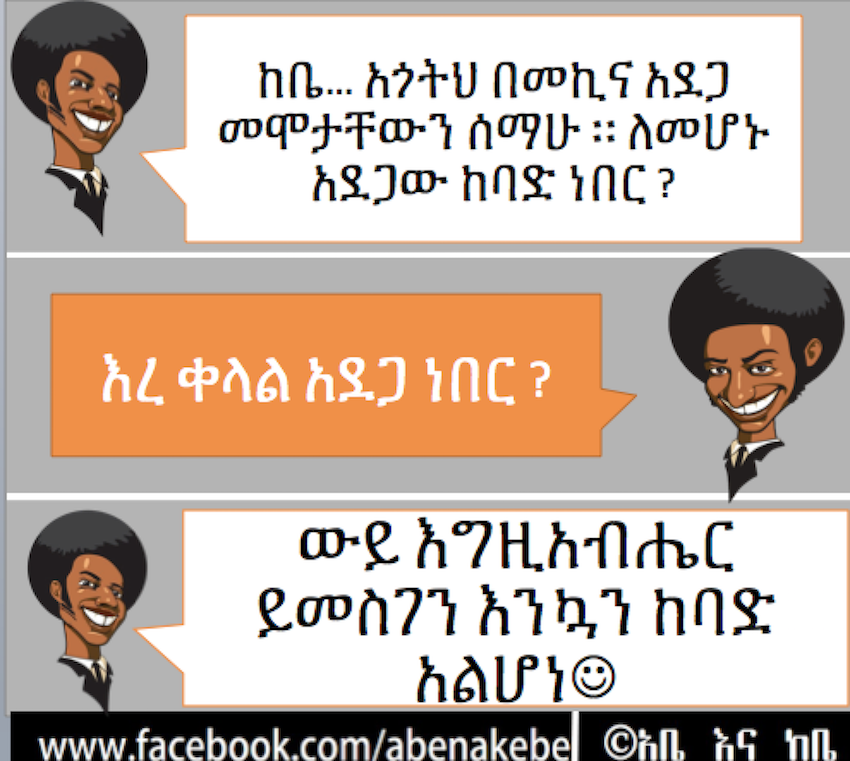 ከቤ... አጎትህ በመኪና አደጋ
መሞታቸውን ሰማሁ ። ለመሆኑ
አደጋው ከባድ ነበር ?
እረ ቀላል አደጋ ነበር ?
ውይ እግዚአብሔር
ይመስገን እንኳን ከባድ
አልሆነ☺
www.facebook.com/abenakebe ©አቤ እና ከቤ